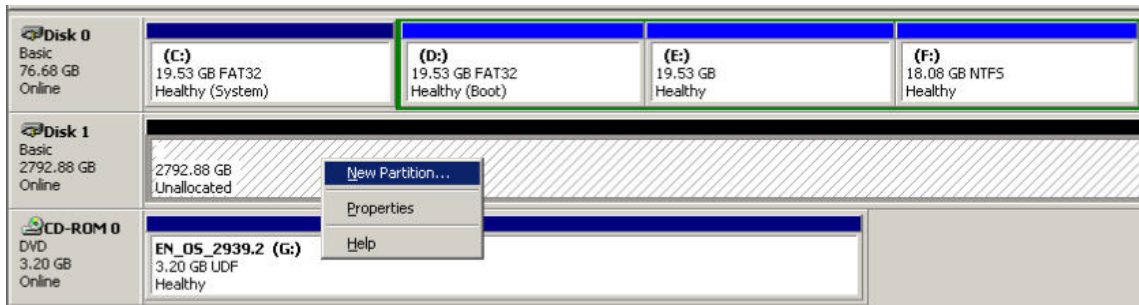 Disk 0
Basic
76.68 GB
Online
(C:)
19.53 GB FAT32
Healthy (System)
(D:)
19.53 GB FAT32
Healthy (Boot)
(E:)
19.53 GB
Healthy
(F:)
18.08 GB NTFS
Healthy
Disk 1
Basic
2792.88 GB
Online
2792.88 GB
Unallocated
New Partition...
Properties
Help
CD-ROM 0
DVD
3.20 GB
Online
EN_OS_2939.2 (G:)
3.20 GB UDF
Healthy